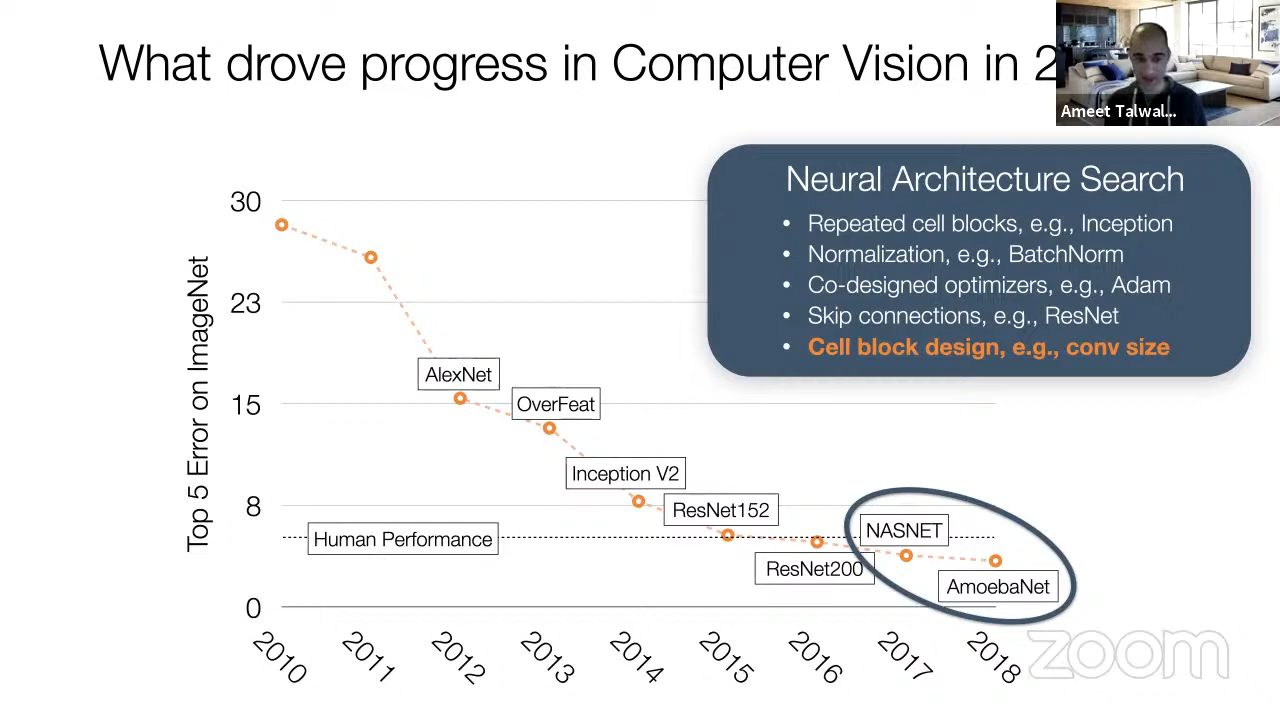 What drove progress in Computer Vision in 2
Ameet Talwal...
Neural Architecture Search
• Repeated cell blocks, e.g., Inception
• Normalization, e.g., BatchNorm
• Co-designed optimizers, e.g., Adam
• Skip connections, e.g., ResNet
• Cell block design, e.g., conv size
Top 5 Error on ImageNet
30
23
15
8
0
AlexNet
OverFeat
Inception V2
ResNet152
NASNET
Human Performance
ResNet200
AmoebaNet
2010
2011
2012
2013
2014
2015
2016
2017
2018
zoom